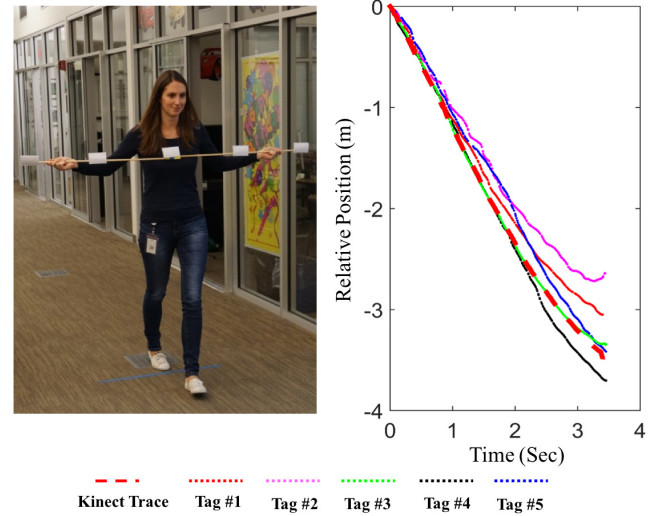 0
-1
-2
-3
-4
Relative Position (m)
0 1 2 3 4
Time (Sec)
Kinect Trace Tag #1 Tag #2 Tag #3 Tag #4 Tag #5